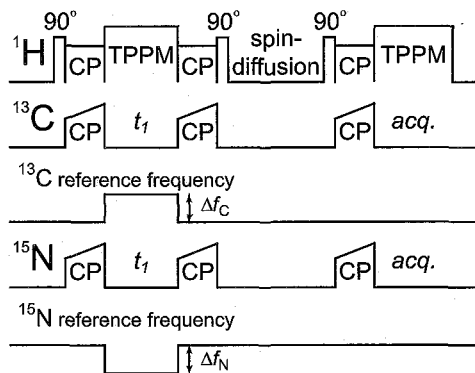 90° 90° spin- 90°
¹H CP TPPM CP diffusion CP TPPM
¹³C CP t₁ CP CP acq.
¹³C reference frequency
Δf_C
¹⁵N CP t₁ CP CP acq.
¹⁵N reference frequency
Δf_N